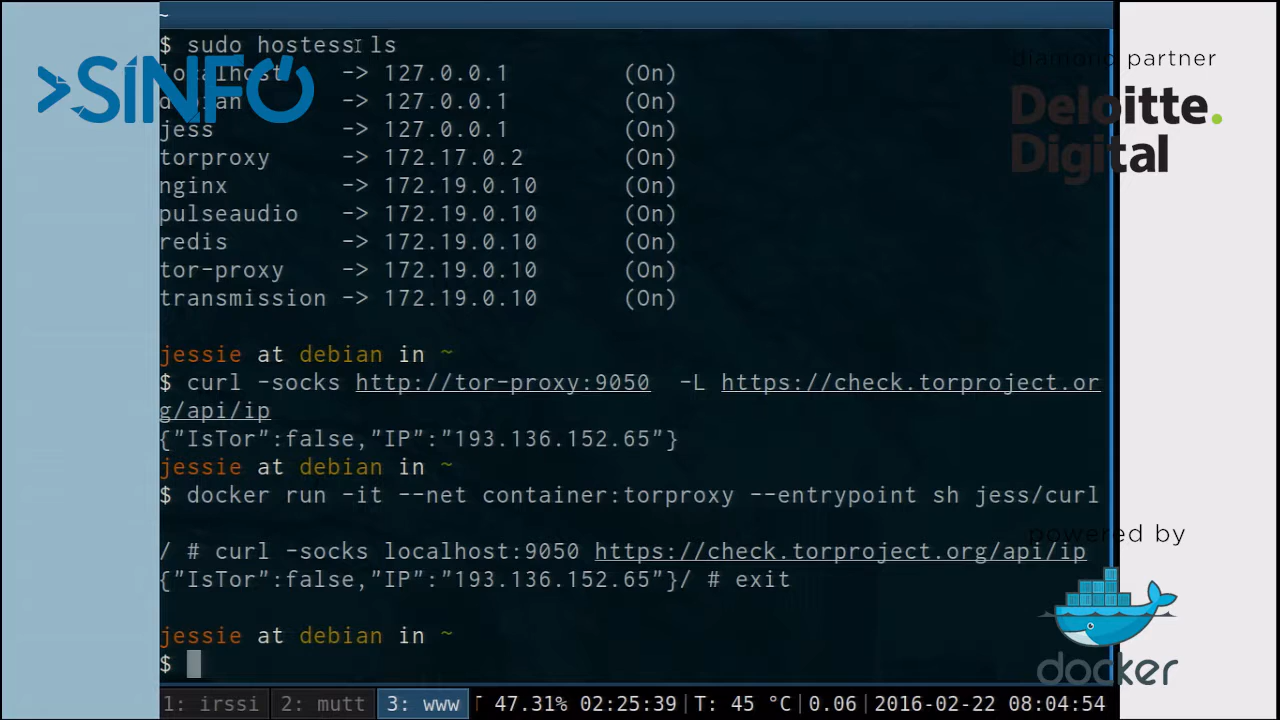 ~
$ sudo hostess ls
localhost -> 127.0.0.1 (On)
debian -> 127.0.0.1 (On)
jess -> 127.0.0.1 (On)
torproxy -> 172.17.0.2 (On)
nginx -> 172.19.0.10 (On)
pulseaudio -> 172.19.0.10 (On)
redis -> 172.19.0.10 (On)
tor-proxy -> 172.19.0.10 (On)
transmission -> 172.19.0.10 (On)
jessie at debian in ~
$ curl -socks http://tor-proxy:9050 -L https://check.torproject.or
g/api/ip
{"IsTor":false,"IP":"193.136.152.65"}
jessie at debian in ~
$ docker run -it --net container:torproxy --entrypoint sh jess/curl
/ # curl -socks localhost:9050 https://check.torproject.org/api/ip
{"IsTor":false,"IP":"193.136.152.65"}/ # exit
jessie at debian in ~
$
1: irssi 2: mutt 3: www 47.31% 02:25:39 T: 45 °C 0.06 2016-02-22 08:04:54
>SINFO
diamond partner
Deloitte.
Digital
powered by
docker